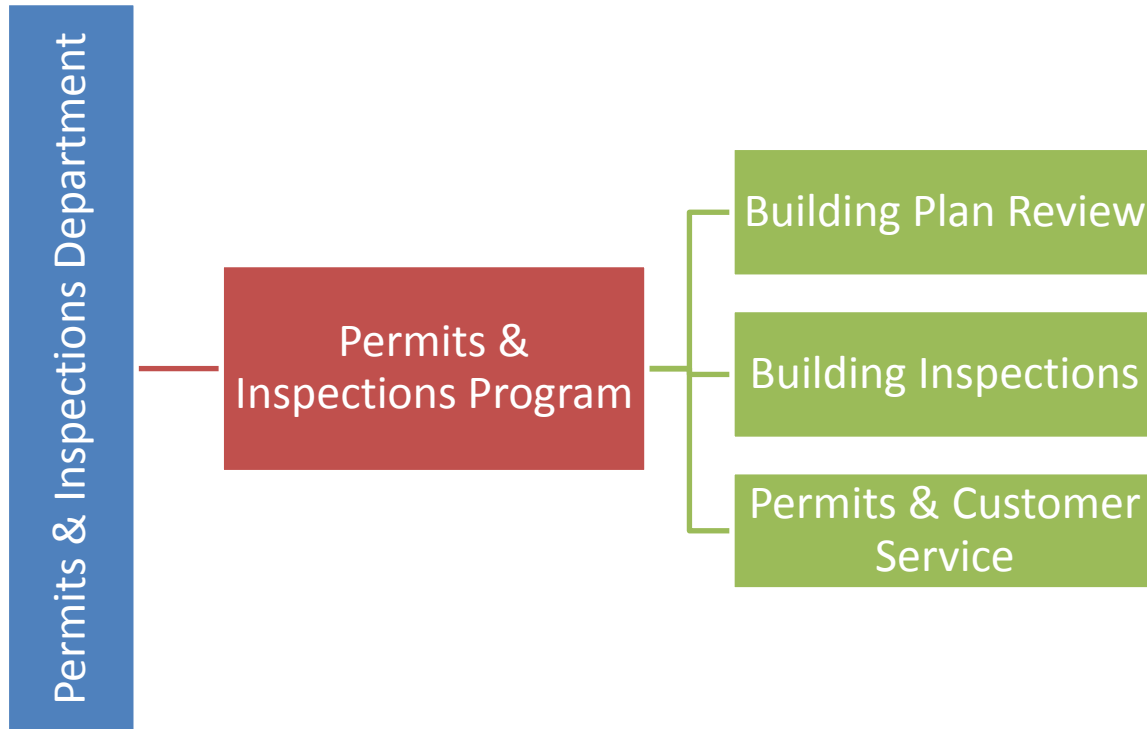 Permits & Inspections Department
Permits &
Inspections Program
Building Plan Review
Building Inspections
Permits & Customer
Service